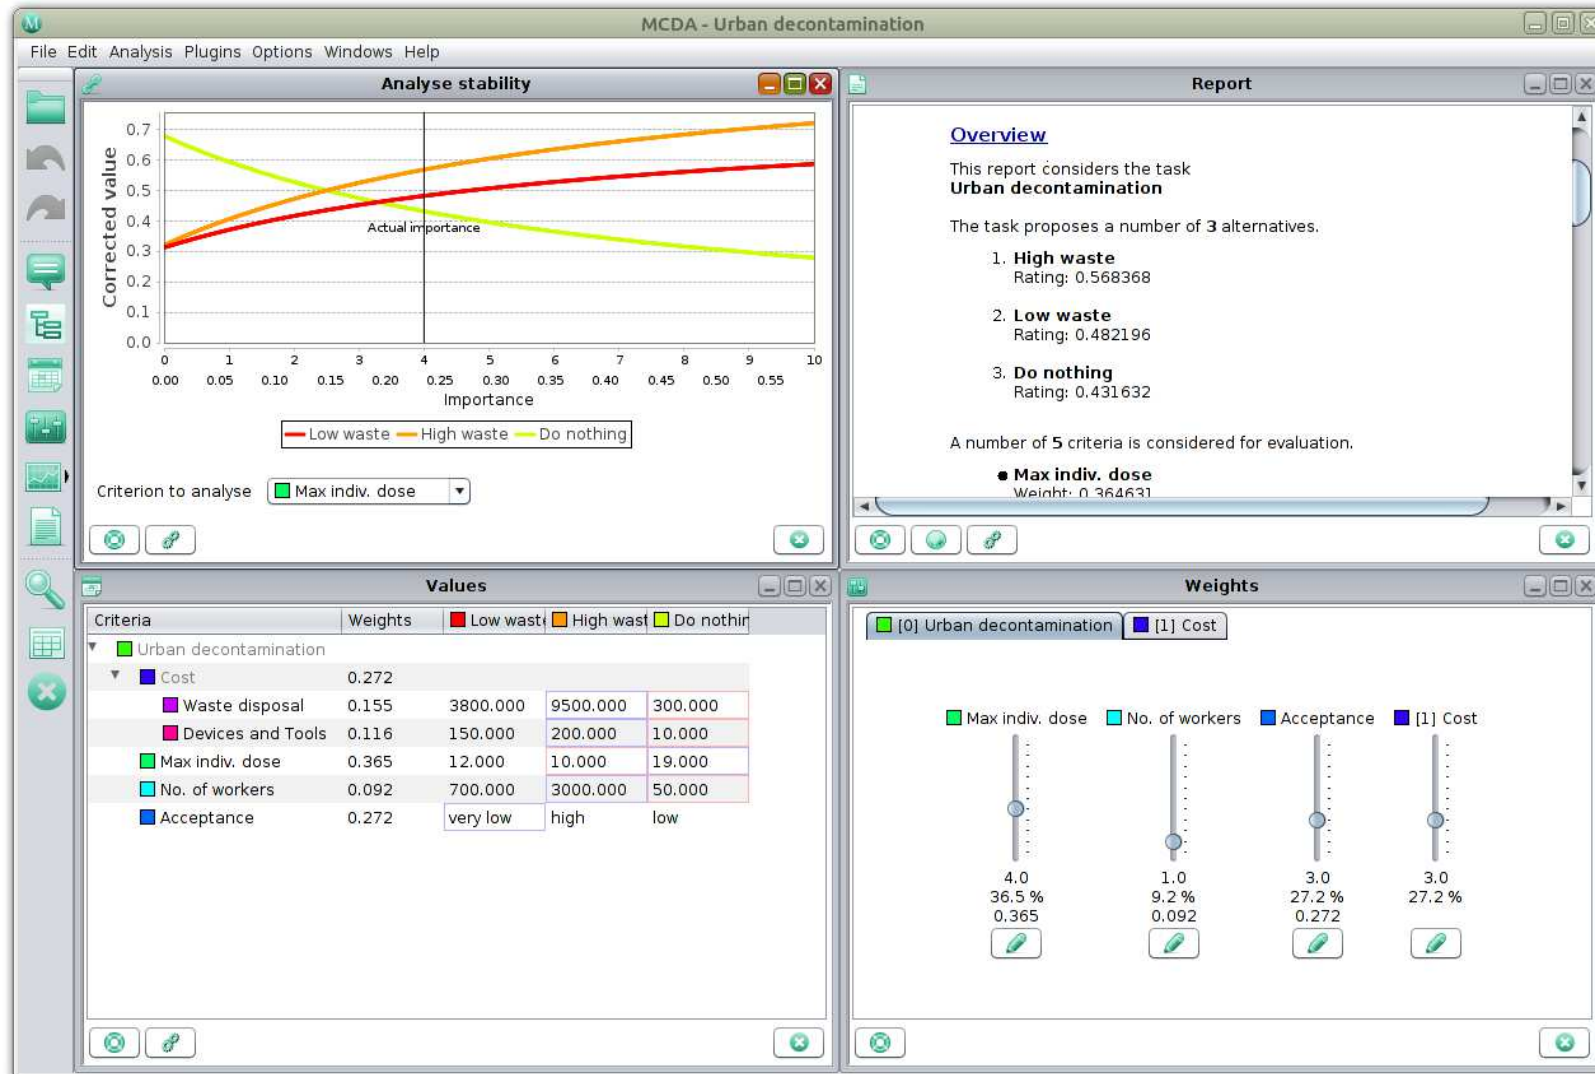 MCDA - Urban decontamination
File Edit Analysis Plugins Options Windows Help
Analyse stability
Corrected value
0.7
0.6
0.5
0.4
0.3
0.2
0.1
0.0
Actual importance
0 1 2 3 4 5 6 7 8 9 10
0.00 0.05 0.10 0.15 0.20 0.25 0.30 0.35 0.40 0.45 0.50 0.55
Importance
Low waste High waste Do nothing
Criterion to analyse Max indiv. dose
Report
Overview
This report considers the task
Urban decontamination
The task proposes a number of 3 alternatives.
1. High waste
Rating: 0.568368
2. Low waste
Rating: 0.482196
3. Do nothing
Rating: 0.431632
A number of 5 criteria is considered for evaluation.
● Max indiv. dose
Weight: 0.364631
Values
Criteria Weights Low wast High wast Do nothin
Urban decontamination
Cost 0.272
Waste disposal 0.155 3800.000 9500.000 300.000
Devices and Tools 0.116 150.000 200.000 10.000
Max indiv. dose 0.365 12.000 10.000 19.000
No. of workers 0.092 700.000 3000.000 50.000
Acceptance 0.272 very low high low
Weights
[0] Urban decontamination [1] Cost
Max indiv. dose No. of workers Acceptance [1] Cost
4.0 1.0 3.0 3.0
36.5 % 9.2 % 27.2 % 27.2 %
0.365 0.092 0.272